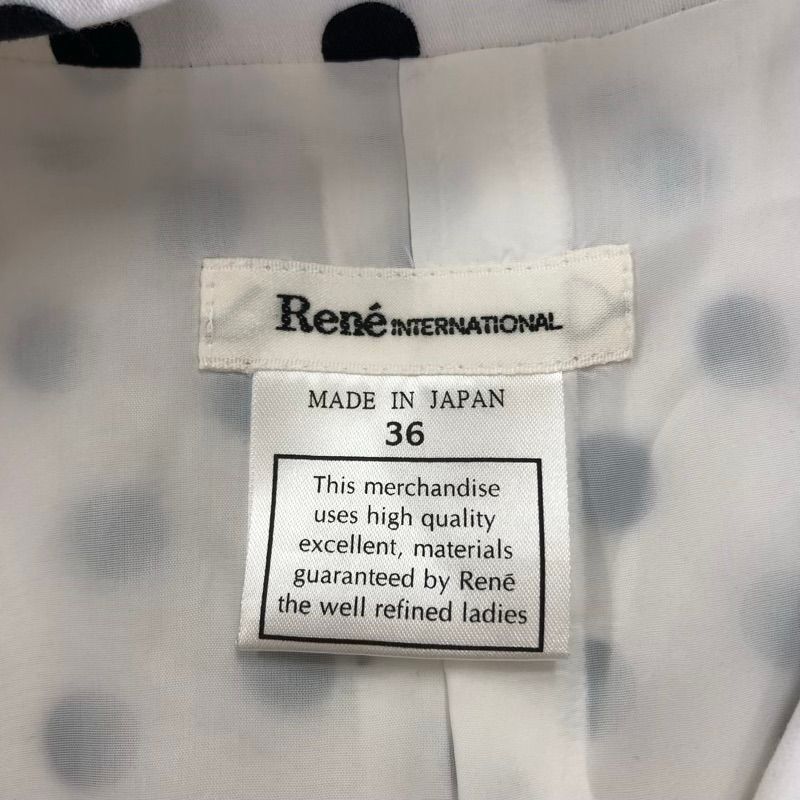 René INTERNATIONAL
MADE IN JAPAN
36
This merchandise
uses high quality
excellent, materials
guaranteed by René
the well refined ladies